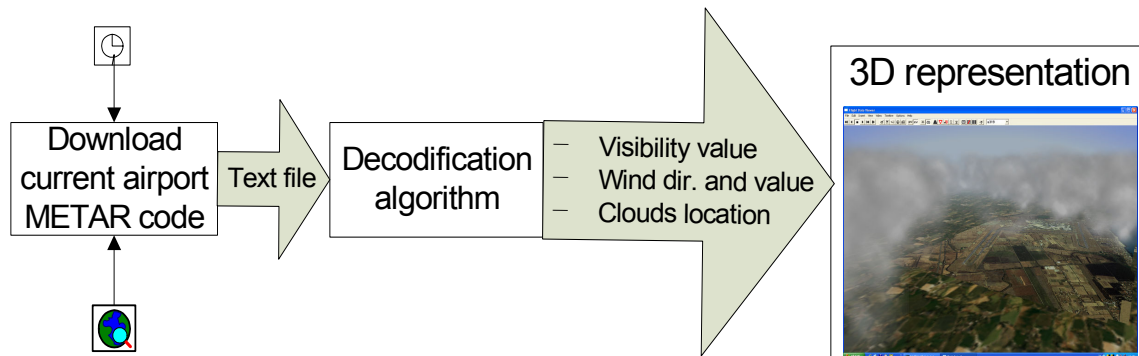 Download
current airport
METAR code
Text file
Decodification
algorithm
– Visibility value
– Wind dir. and value
– Clouds location
3D representation